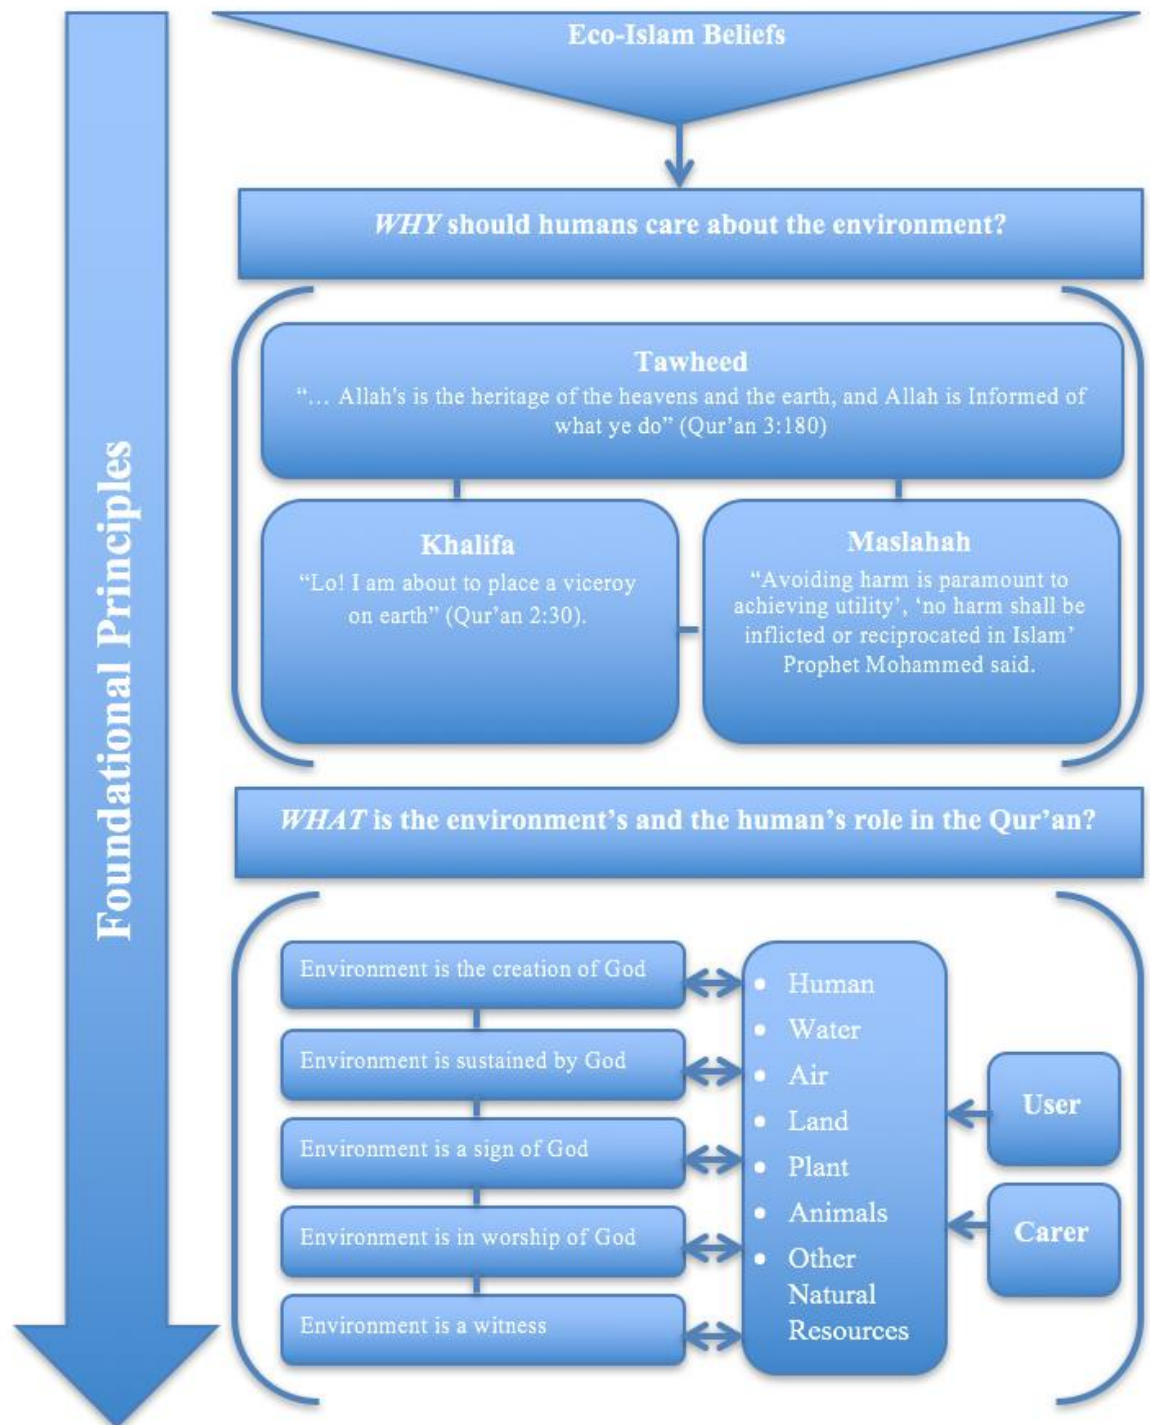 Foundational Principles
Eco-Islam Beliefs
WHY should humans care about the environment?
Tawheed
“… Allah's is the heritage of the heavens and the earth, and Allah is Informed of
what ye do” (Qur’an 3:180)
Khalifa
“Lo! I am about to place a viceroy
on earth” (Qur’an 2:30).
Maslahah
“Avoiding harm is paramount to
achieving utility’, ‘no harm shall be
inflicted or reciprocated in Islam’
Prophet Mohammed said.
WHAT is the environment’s and the human’s role in the Qur’an?
Environment is the creation of God
Environment is sustained by God
Environment is a sign of God
Environment is in worship of God
Environment is a witness
• Human
• Water
• Air
• Land
• Plant
• Animals
• Other
Natural
Resources
User
Carer